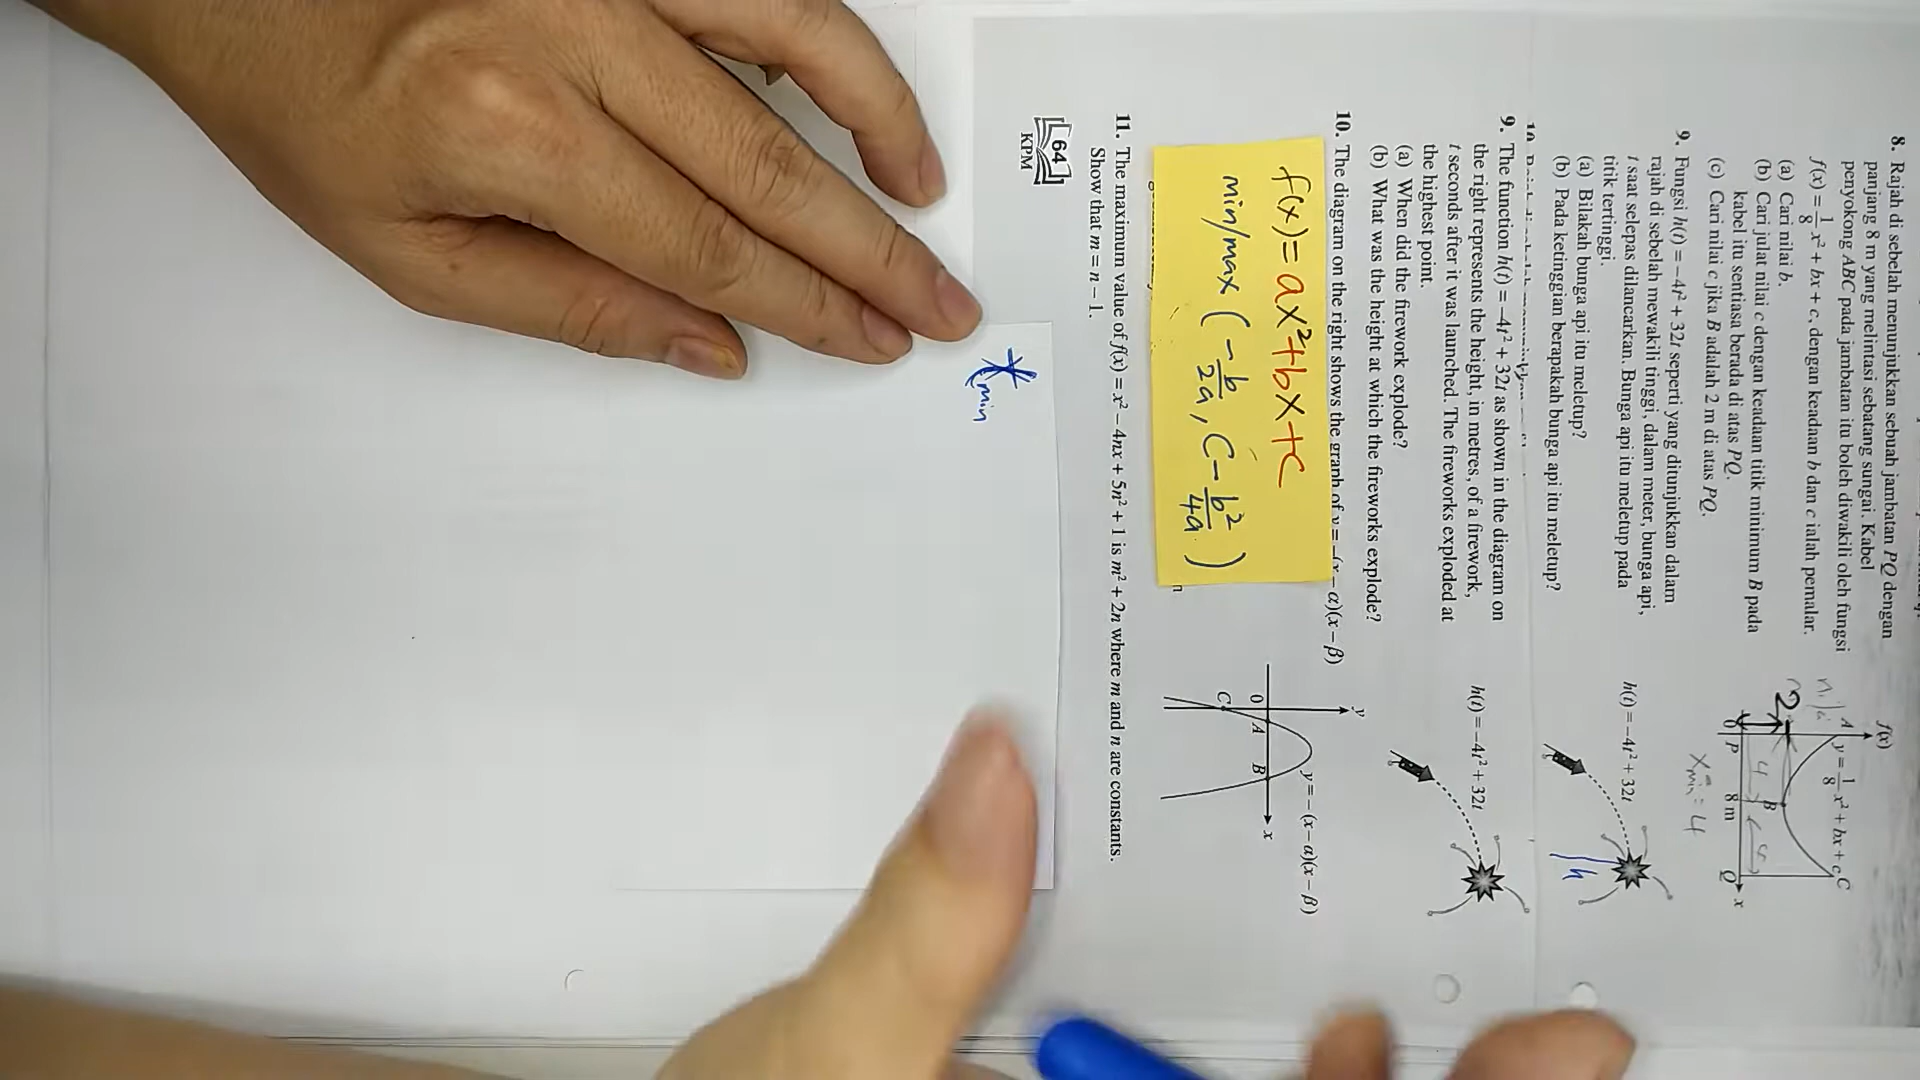 8. Rajah di sebelah menunjukkan sebuah jambatan PQ dengan
panjang 8 m yang melintasi sebatang sungai. Kabel
penyokong ABC pada jambatan itu boleh diwakili oleh fungsi
f(x) = 1/8 x² + bx + c, dengan keadaan b dan c ialah pemalar.
(a) Cari nilai b.
(b) Cari julat nilai c dengan keadaan titik minimum B pada
kabel itu sentiasa berada di atas PQ.
(c) Cari nilai c jika B adalah 2 m di atas PQ.
f(x)
A
y = 1/8 x² + bx + c
C
2
B
4
4
0
P
8 m
Q
x
xmin = 4
9. Fungsi h(t) = −4t² + 32t seperti yang ditunjukkan dalam
rajah di sebelah mewakili tinggi, dalam meter, bunga api,
t saat selepas dilancarkan. Bunga api itu meletup pada
titik tertinggi.
(a) Bilakah bunga api itu meletup?
(b) Pada ketinggian berapakah bunga api itu meletup?
h(t) = −4t² + 32t
h
9. The function h(t) = −4t² + 32t as shown in the diagram on
the right represents the height, in metres, of a firework,
t seconds after it was launched. The fireworks exploded at
the highest point.
(a) When did the firework explode?
(b) What was the height at which the fireworks explode?
h(t) = −4t² + 32t
10. The diagram on the right shows the graph of y = −(x − α)(x − β)
y
y = − (x − α)(x − β)
0
A
B
x
C
f(x) = ax² + bx + c
min/max ( − b/2a , c − b²/4a )
11. The maximum value of f(x) = x² − 4nx + 5n² + 1 is m² + 2n where m and n are constants.
Show that m = n − 1.
* min
64
KPM